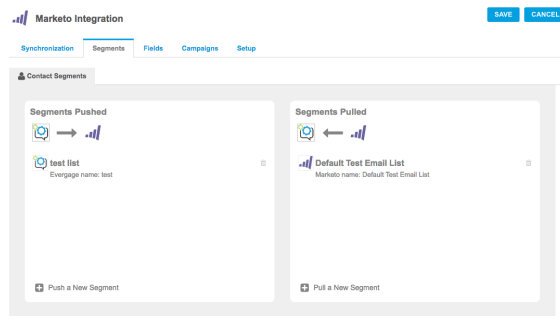 Marketo Integration
SAVE
CANCEL
Synchronization
Segments
Fields
Campaigns
Setup
Contact Segments
Segments Pushed
test list
Evergage name: test
Push a New Segment
Segments Pulled
Default Test Email List
Marketo name: Default Test Email List
Pull a New Segment